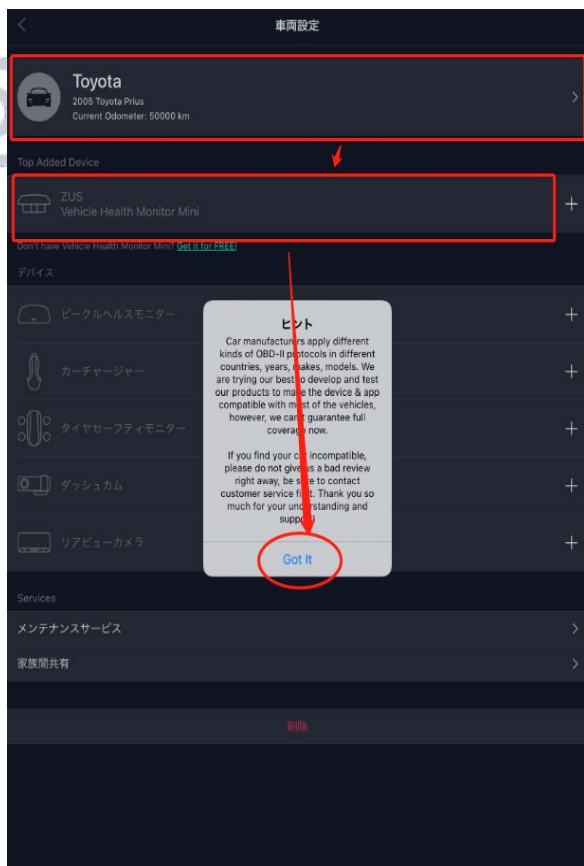 車両設定
Toyota
2005 Toyota Prius
Current Odometer: 50000 km
Top Added Device
ZUS
Vehicle Health Monitor Mini
Don't have Vehicle Health Monitor Mini? Get it for FREE!
デバイス
ビークルヘルスモニター
カーチャージャー
タイヤセーフティモニター
ダッシュカム
リアビューカメラ
ヒント
Car manufacturers apply different
kinds of OBD-II protocols in different
countries, years, makes, models. We
are trying our best to develop and test
our products to make the device & app
compatible with most of the vehicles,
however, we can't guarantee full
coverage now.
If you find your car incompatible,
please do not give us a bad review
right away, be sure to contact
customer service first. Thank you so
much for your understanding and
support)
Got It
Services
メンテナンスサービス
家族間共有
削除